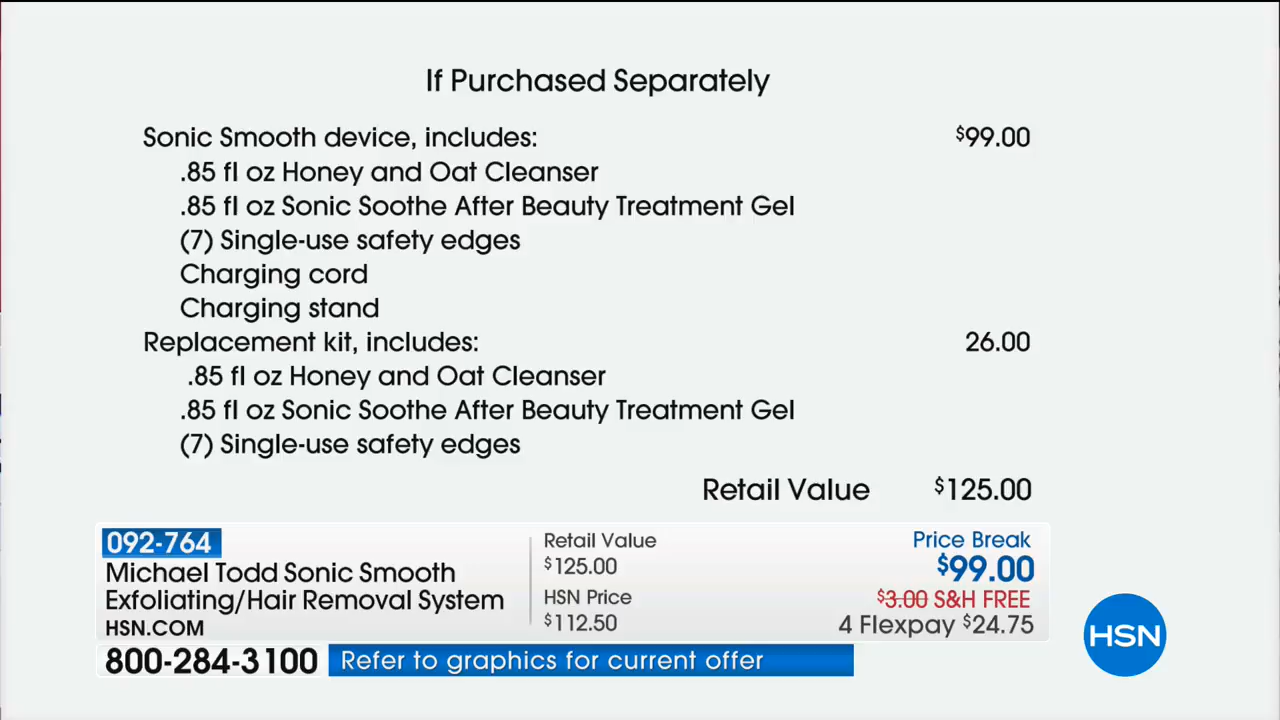 If Purchased Separately
Sonic Smooth device, includes: $99.00
.85 fl oz Honey and Oat Cleanser
.85 fl oz Sonic Soothe After Beauty Treatment Gel
(7) Single-use safety edges
Charging cord
Charging stand
Replacement kit, includes: 26.00
.85 fl oz Honey and Oat Cleanser
.85 fl oz Sonic Soothe After Beauty Treatment Gel
(7) Single-use safety edges
Retail Value $125.00
092-764
Michael Todd Sonic Smooth
Exfoliating/Hair Removal System
HSN.COM
Retail Value
$125.00
HSN Price
$112.50
Price Break
$99.00
$3.00 S&H FREE
4 Flexpay $24.75
800-284-3100
Refer to graphics for current offer
HSN